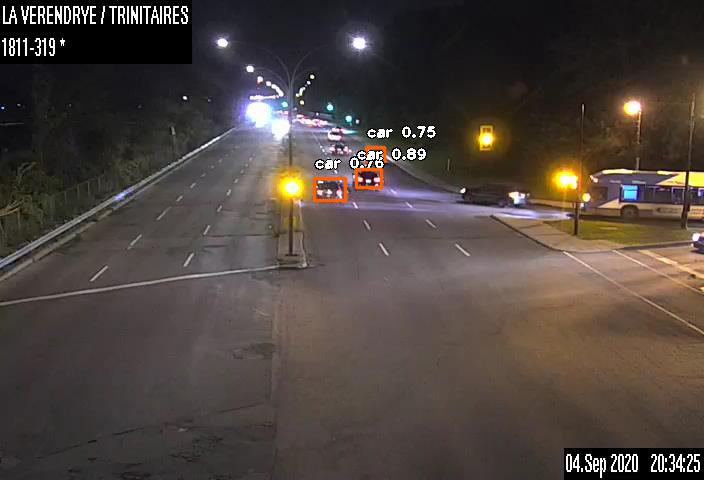 LA VERENDRYE / TRINITAIRES
1811-319 *
car 0.75
car 0.89
car 0.76
04.Sep 2020 20:34:25